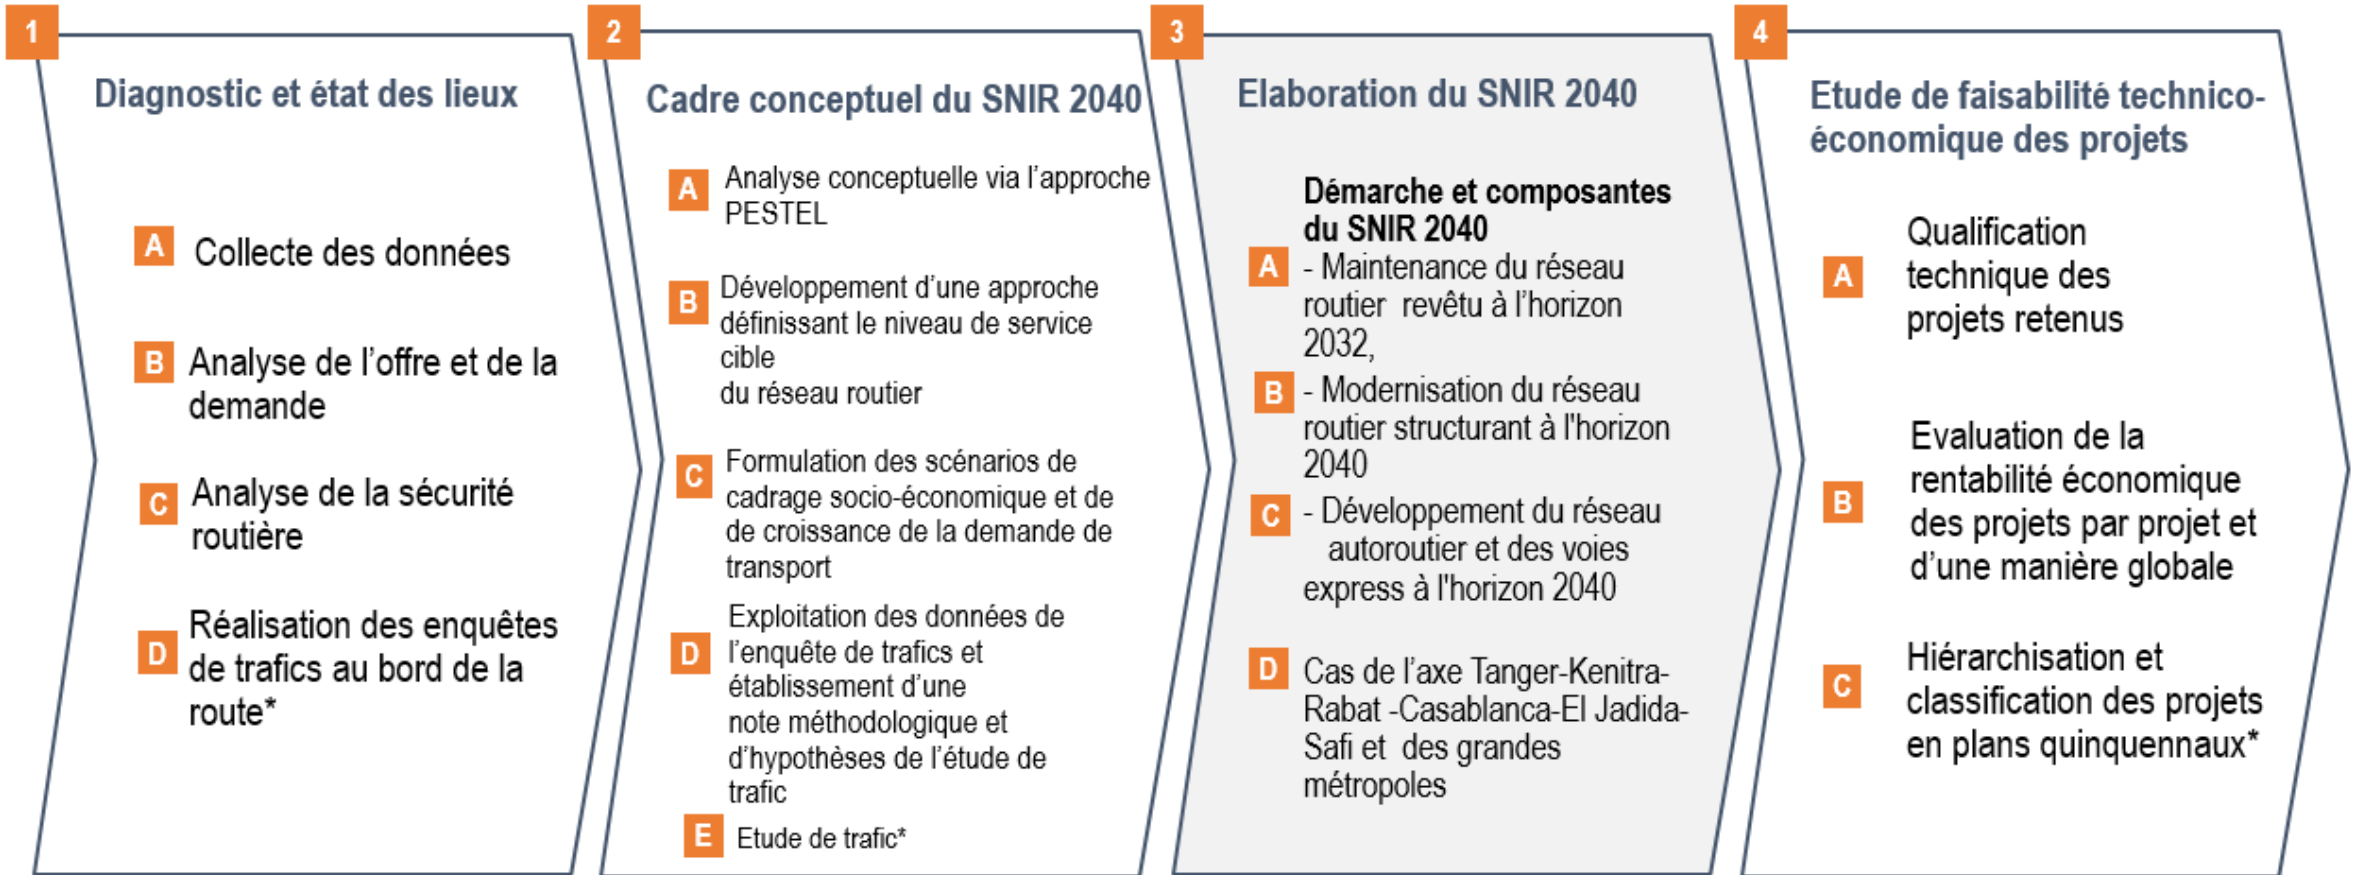 1
Diagnostic et état des lieux
A Collecte des données
B Analyse de l’offre et de la
demande
C Analyse de la sécurité
routière
D Réalisation des enquêtes
de trafics au bord de la
route*
2
Cadre conceptuel du SNIR 2040
A Analyse conceptuelle via l’approche
PESTEL
B Développement d’une approche
définissant le niveau de service
cible
du réseau routier
C Formulation des scénarios de
cadrage socio-économique et de
de croissance de la demande de
transport
D Exploitation des données de
l’enquête de trafics et
établissement d’une
note méthodologique et
d’hypothèses de l’étude de
trafic
E Etude de trafic*
3
Elaboration du SNIR 2040
Démarche et composantes
du SNIR 2040
A - Maintenance du réseau
routier revêtu à l’horizon
2032,
B - Modernisation du réseau
routier structurant à l'horizon
2040
C - Développement du réseau
autoroutier et des voies
express à l'horizon 2040
D Cas de l’axe Tanger-Kenitra-
Rabat -Casablanca-El Jadida-
Safi et des grandes
métropoles
4
Etude de faisabilité technico-
économique des projets
A Qualification
technique des
projets retenus
B Evaluation de la
rentabilité économique
des projets par projet et
d’une manière globale
C Hiérarchisation et
classification des projets
en plans quinquennaux*